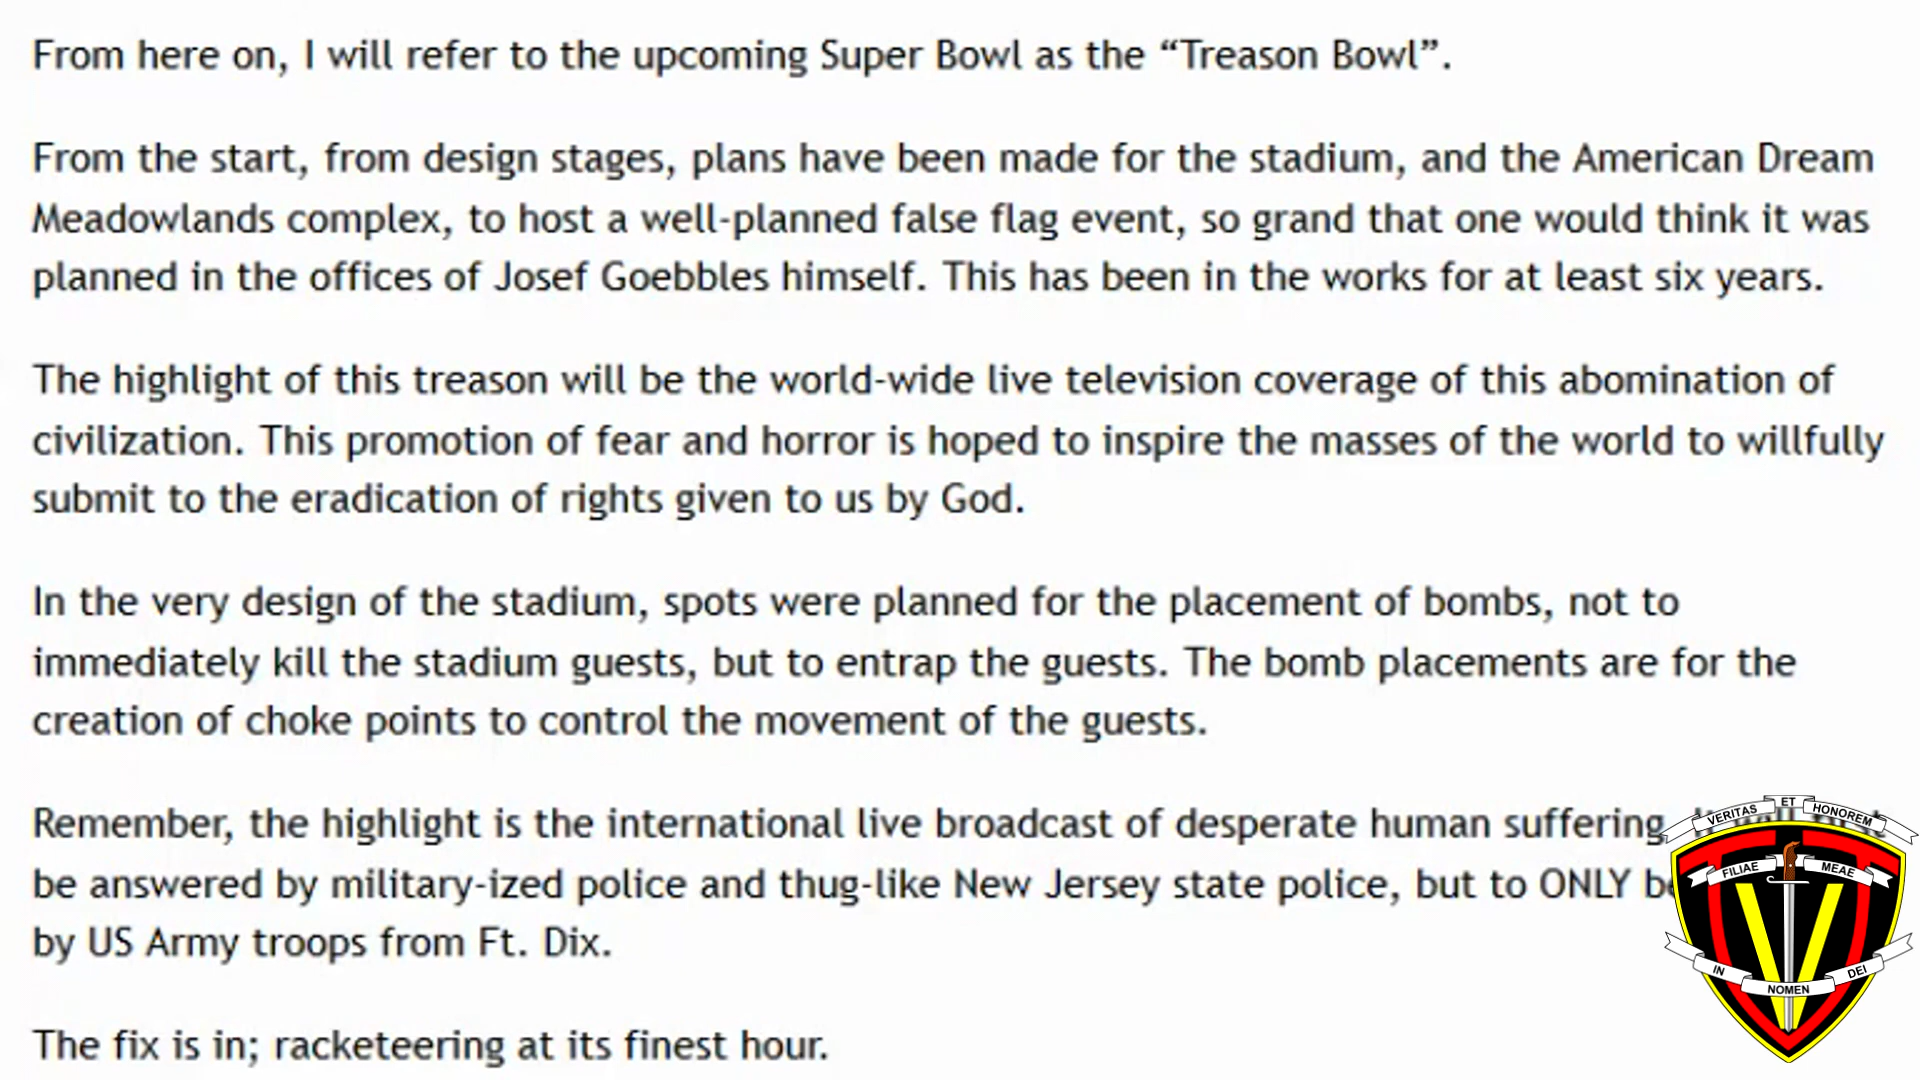 From here on, I will refer to the upcoming Super Bowl as the “Treason Bowl”.
From the start, from design stages, plans have been made for the stadium, and the American Dream
Meadowlands complex, to host a well-planned false flag event, so grand that one would think it was
planned in the offices of Josef Goebbles himself. This has been in the works for at least six years.
The highlight of this treason will be the world-wide live television coverage of this abomination of
civilization. This promotion of fear and horror is hoped to inspire the masses of the world to willfully
submit to the eradication of rights given to us by God.
In the very design of the stadium, spots were planned for the placement of bombs, not to
immediately kill the stadium guests, but to entrap the guests. The bomb placements are for the
creation of choke points to control the movement of the guests.
Remember, the highlight is the international live broadcast of desperate human suffering
be answered by military-ized police and thug-like New Jersey state police, but to ONLY
by US Army troops from Ft. Dix.
The fix is in; racketeering at its finest hour.
VERITAS ET HONOREM
FILIAE MEAE
IN NOMEN DEI